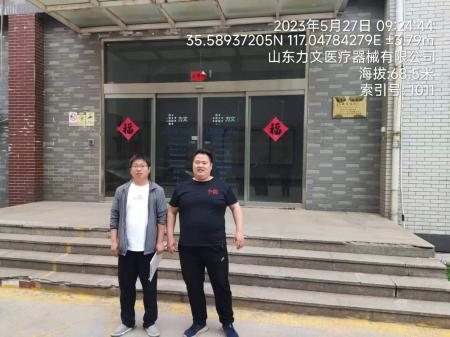 2023年5月27日 09:24:44
35.58937205N 117.04784279E ±3.79m
山东力文医疗器械有限公司
海拔:68.5米
索引号:1011
力文
力文
福
福